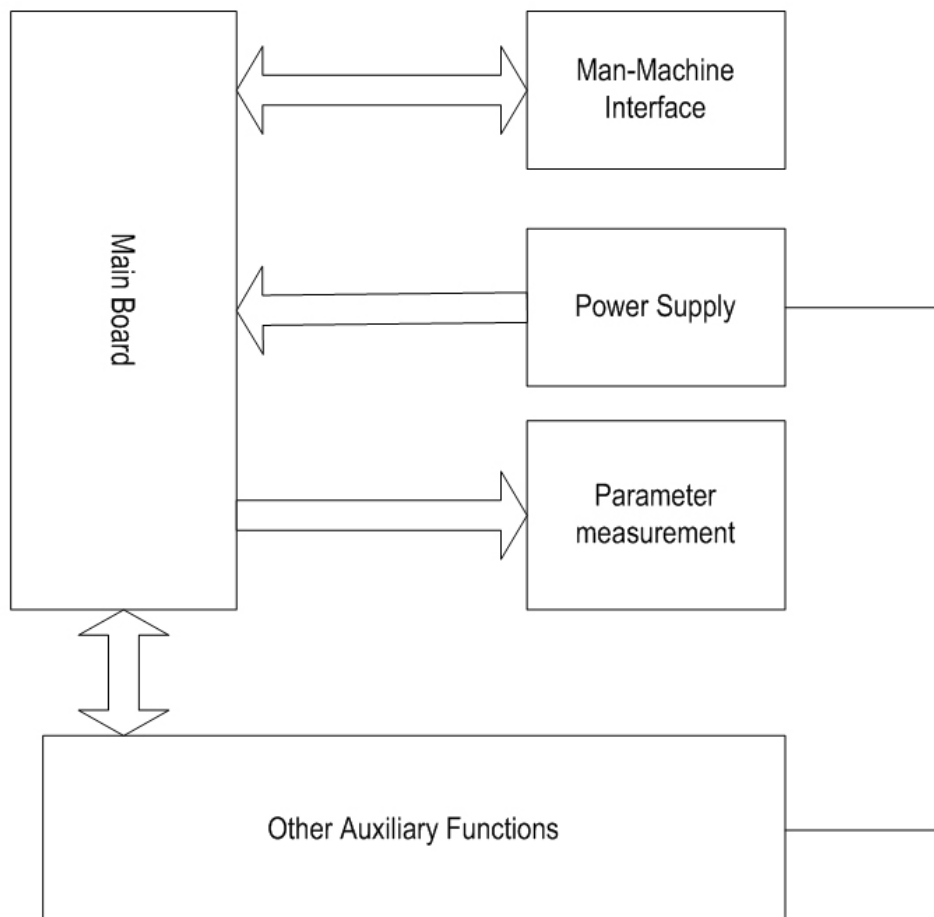 Main Board
Man-Machine
Interface
Power Supply
Parameter
measurement
Other Auxiliary Functions